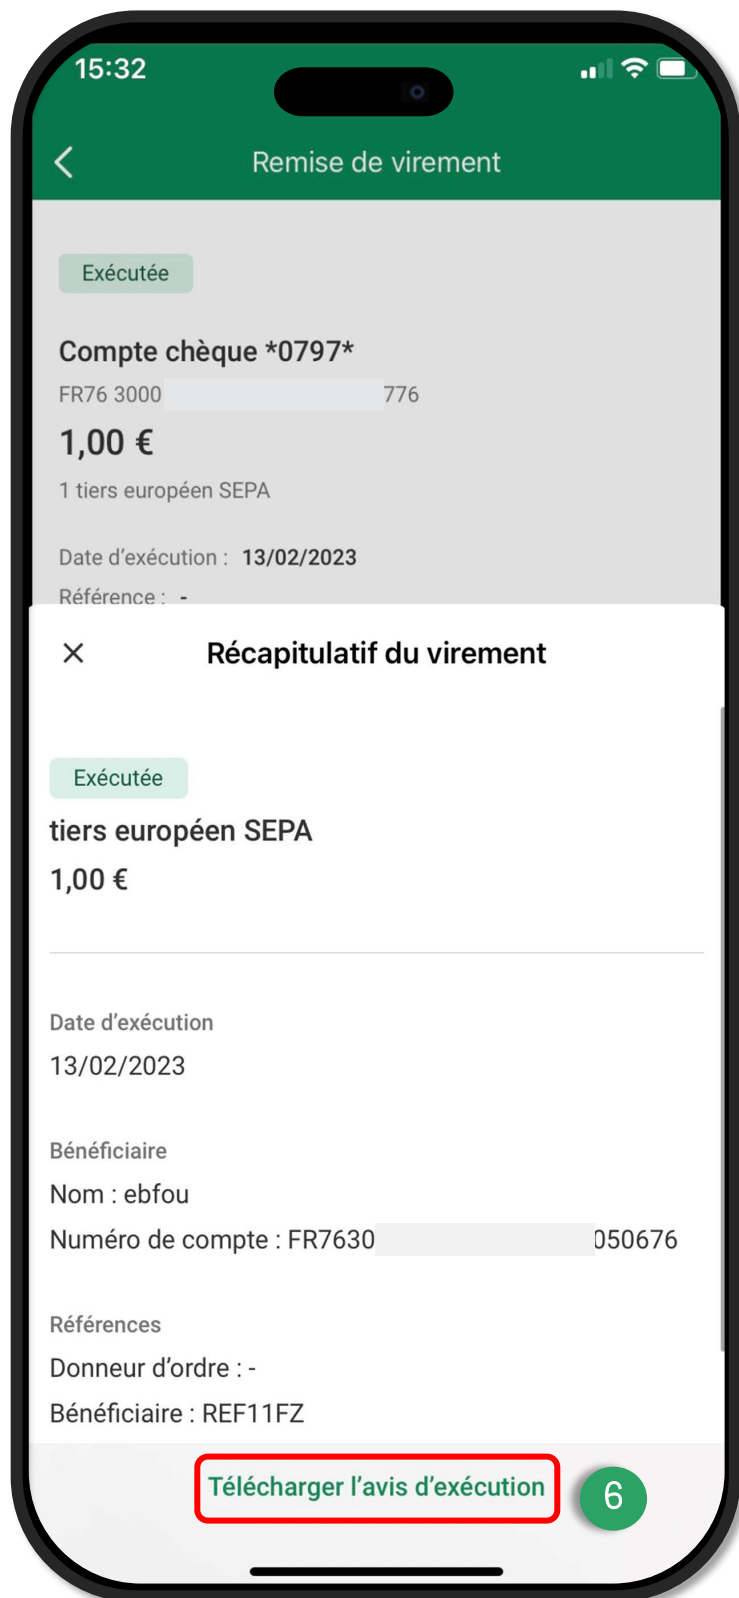 15:32
Remise de virement
Exécutée
Compte chèque *0797*
FR76 3000 776
1,00 €
1 tiers européen SEPA
Date d'exécution : 13/02/2023
Référence : -
Récapitulatif du virement
Exécutée
tiers européen SEPA
1,00 €
Date d'exécution
13/02/2023
Bénéficiaire
Nom : ebfou
Numéro de compte : FR7630 050676
Références
Donneur d'ordre : -
Bénéficiaire : REF11FZ
Télécharger l'avis d'exécution
6